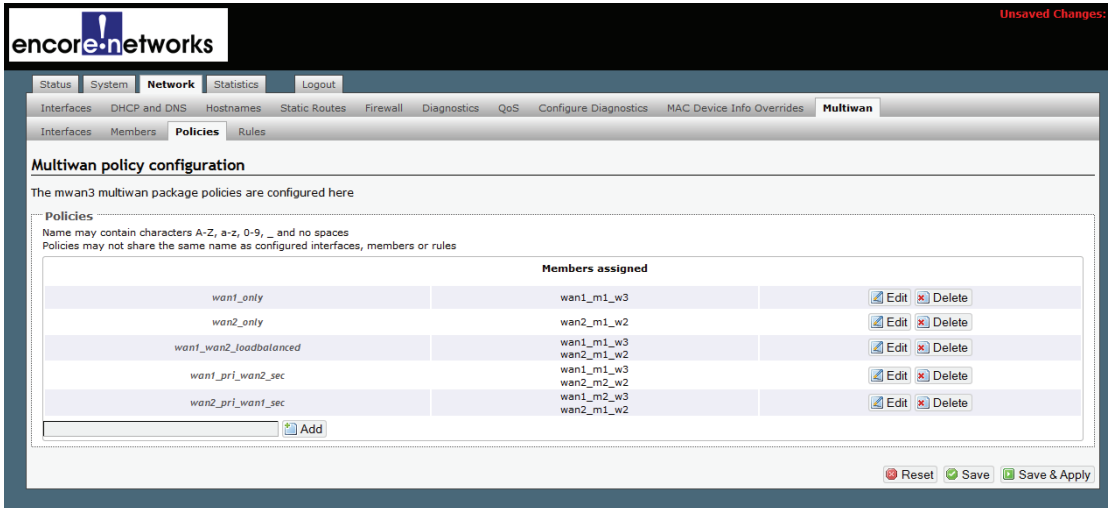 encore!networks
Unsaved Changes:
Status System Network Statistics Logout
Interfaces DHCP and DNS Hostnames Static Routes Firewall Diagnostics QoS Configure Diagnostics MAC Device Info Overrides Multiwan
Interfaces Members Policies Rules
Multiwan policy configuration
The mwan3 multiwan package policies are configured here
Policies
Name may contain characters A-Z, a-z, 0-9, _ and no spaces
Policies may not share the same name as configured interfaces, members or rules
Members assigned
wan1_only wan1_m1_w3 Edit Delete
wan2_only wan2_m1_w2 Edit Delete
wan1_wan2_loadbalanced wan1_m1_w3 Edit Delete
wan2_m1_w2
wan1_pri_wan2_sec wan1_m1_w3 Edit Delete
wan2_m2_w2
wan2_pri_wan1_sec wan1_m2_w3 Edit Delete
wan2_m1_w2
Add
Reset Save Save & Apply